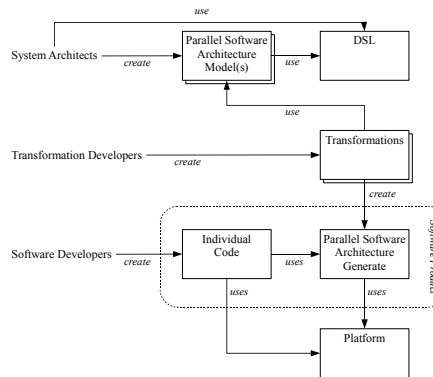 use
System Architects
create
Parallel Software
Architecture
Model(s)
use
DSL
use
Transformation Developers
create
Transformations
create
Software Developers
create
Individual
Code
uses
Parallel Software
Architecture
Generate
uses
uses
Platform